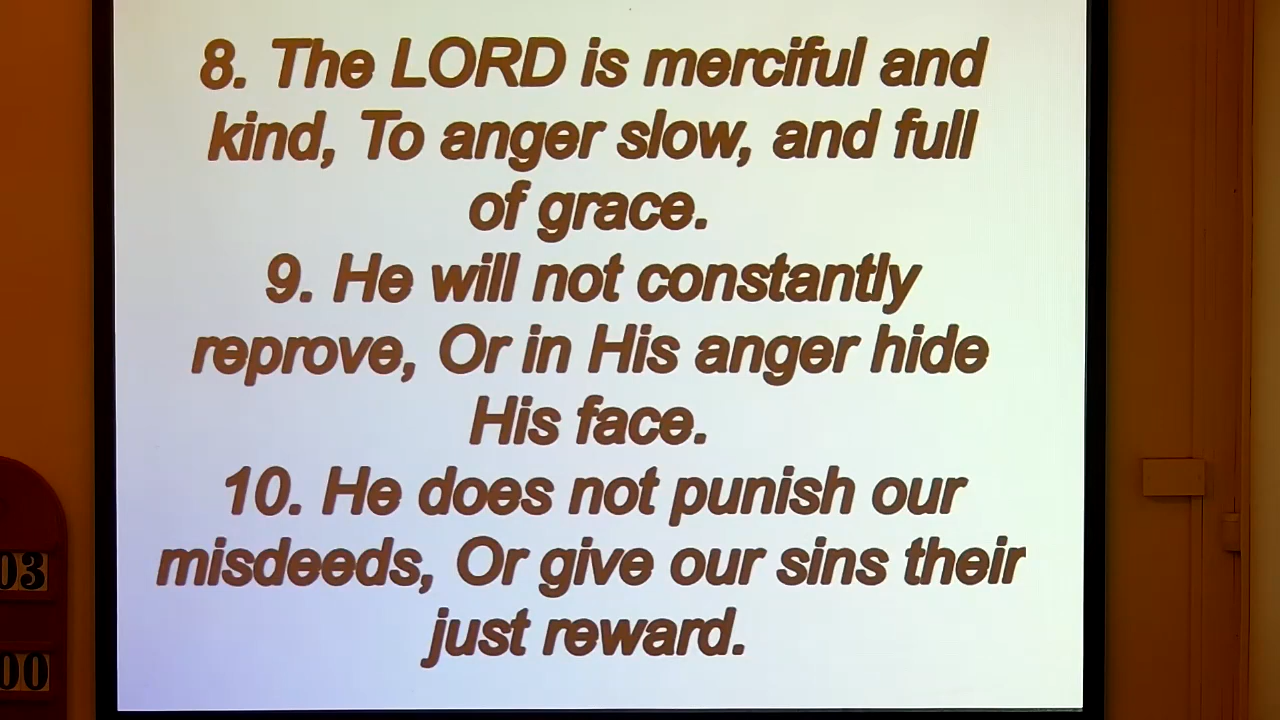 8. The LORD is merciful and
kind, To anger slow, and full
of grace.
9. He will not constantly
reprove, Or in His anger hide
His face.
10. He does not punish our
misdeeds, Or give our sins their
just reward.
03
00